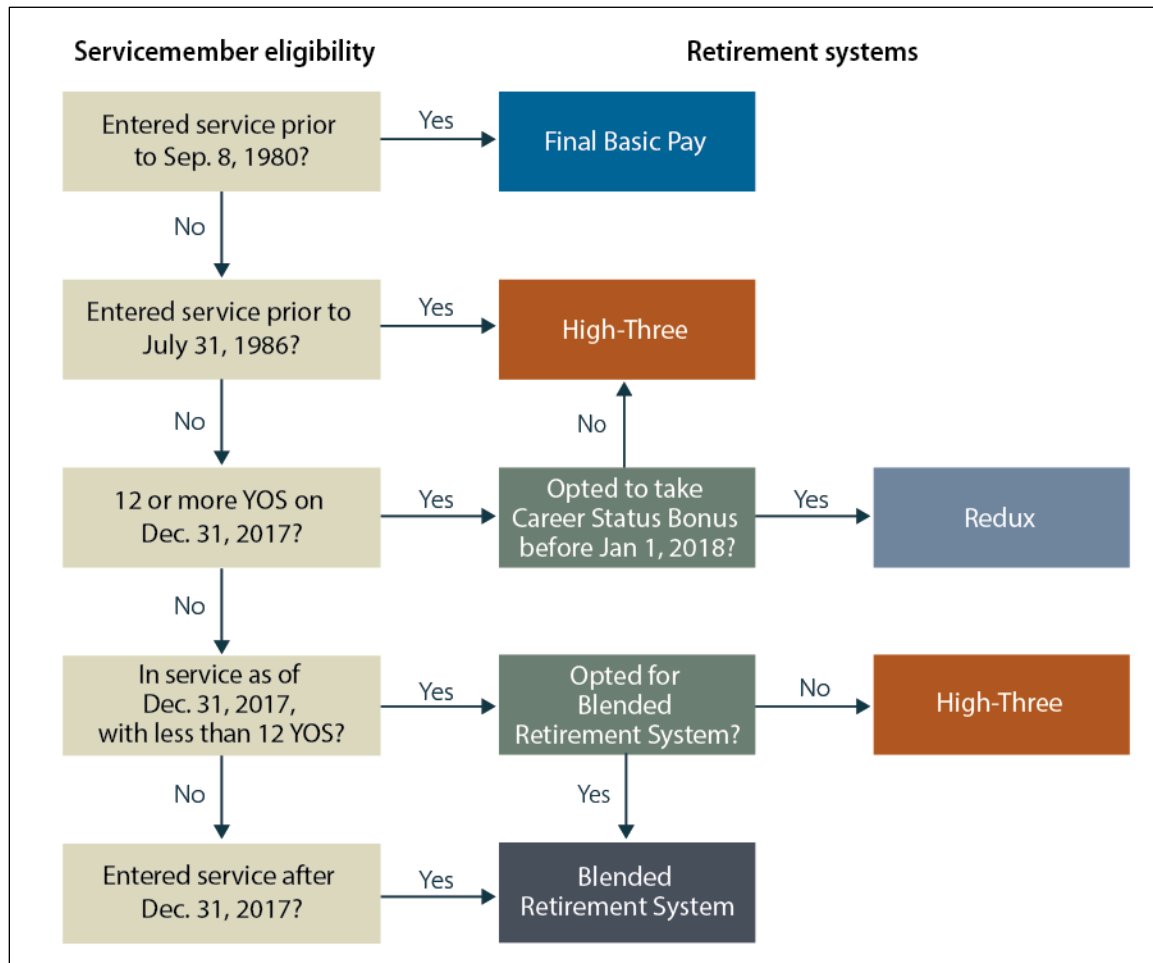 Servicemember eligibility
Retirement systems
Entered service prior
to Sep. 8, 1980?
Yes
Final Basic Pay
No
Entered service prior to
July 31, 1986?
Yes
High-Three
No
No
12 or more YOS on
Dec. 31, 2017?
Yes
Opted to take
Career Status Bonus
before Jan 1, 2018?
Yes
Redux
No
In service as of
Dec. 31, 2017,
with less than 12 YOS?
Yes
Opted for
Blended
Retirement System?
No
High-Three
No
Yes
Entered service after
Dec. 31, 2017?
Yes
Blended
Retirement System